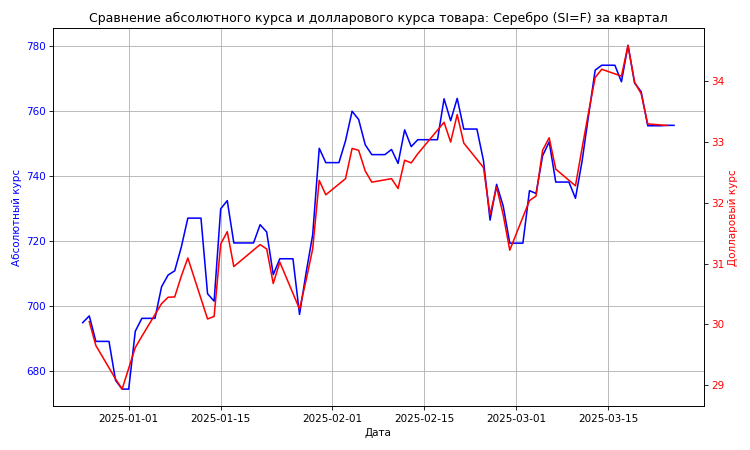 Сравнение абсолютного курса и долларового курса товара: Серебро (SI=F) за квартал
780
760
740
720
700
680
Абсолютный курс
34
33
32
31
30
29
Долларовый курс
2025-01-01 2025-01-15 2025-02-01 2025-02-15 2025-03-01 2025-03-15
Дата